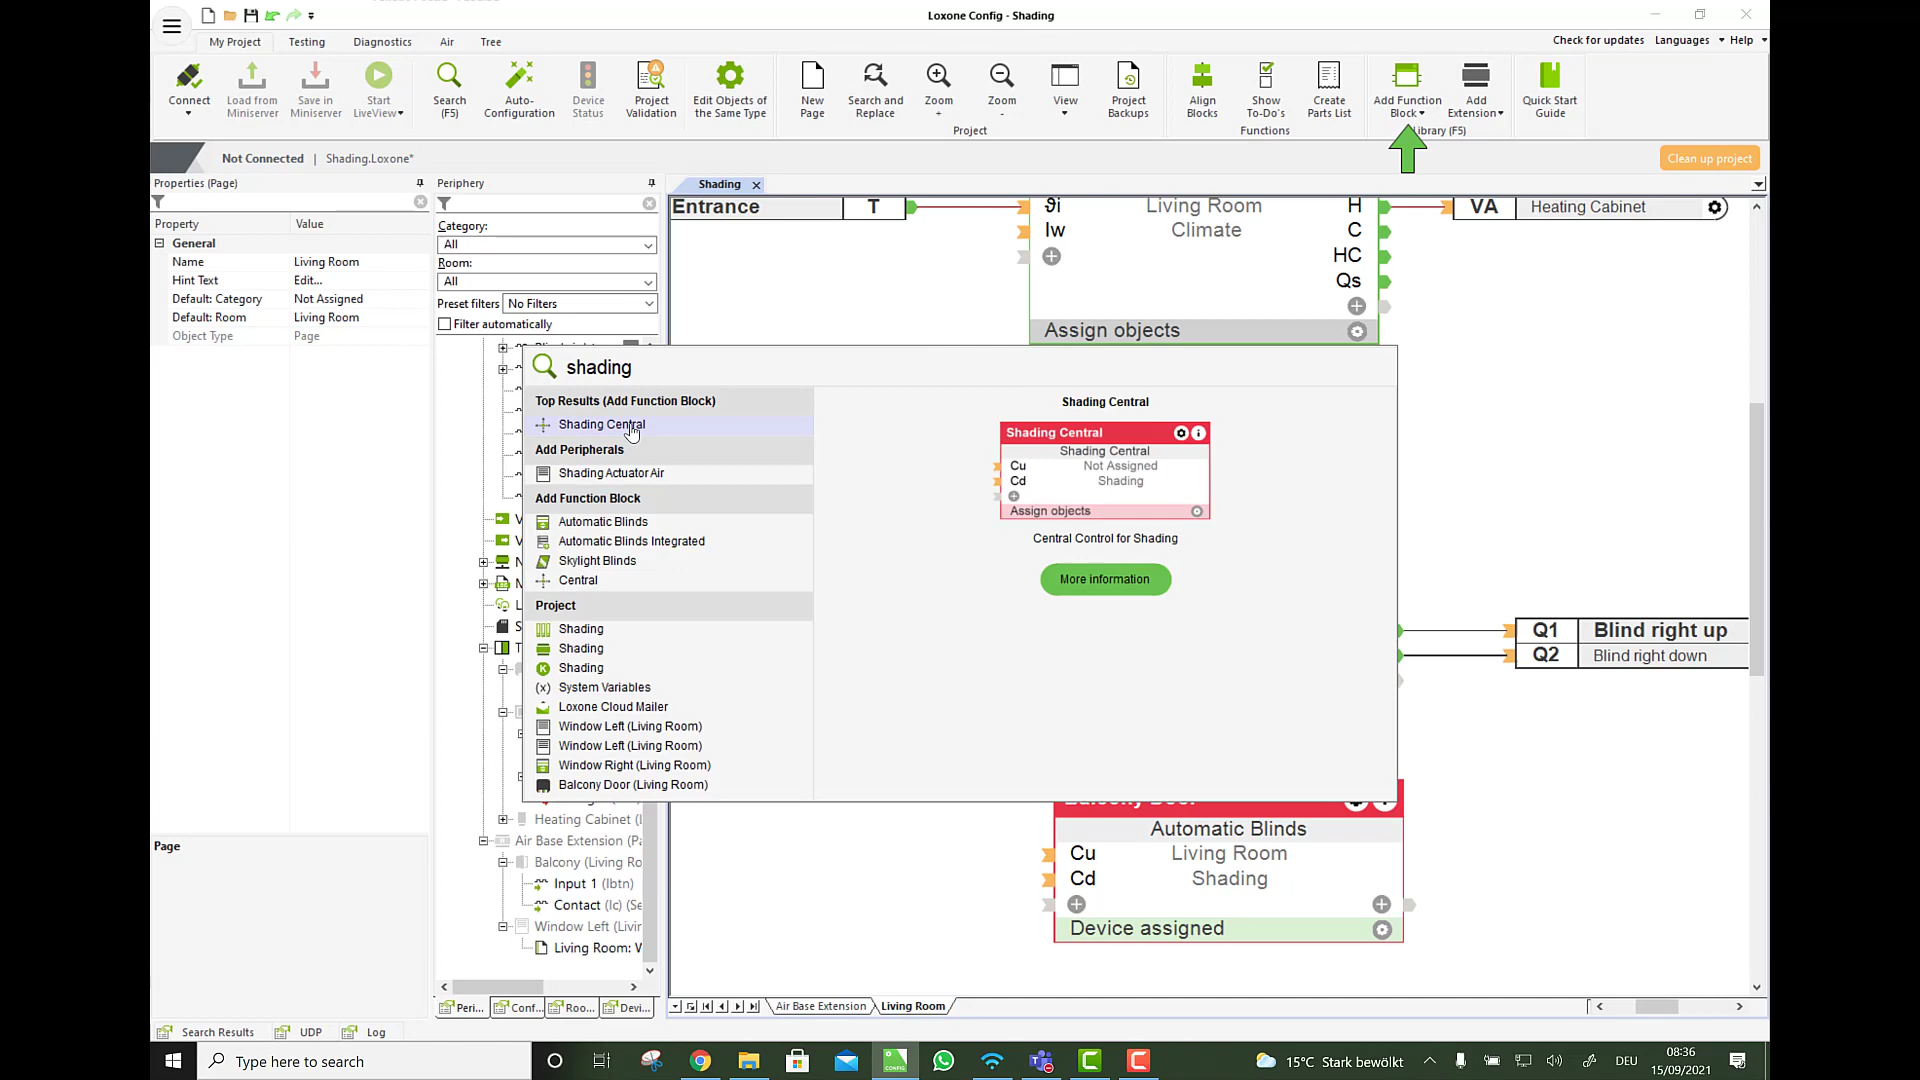 Loxone Config - Shading
My Project
Testing
Diagnostics
Air
Tree
Check for updates
Languages
Help
Connect
Load from
Miniserver
Save in
Miniserver
Start
LiveView
Search
(F5)
Auto-
Configuration
Device
Status
Project
Validation
Edit Objects of
the Same Type
New
Page
Search and
Replace
Zoom
+
Zoom
-
View
Project
Backups
Align
Blocks
Show
To-Do's
Create
Parts List
Add Function
Block
Add
Extension
Quick Start
Guide
Project
Functions
Library (F5)
Not Connected
Shading.Loxone*
Clean up project
Properties (Page)
Property
Value
General
Name
Living Room
Hint Text
Edit...
Default: Category
Not Assigned
Default: Room
Living Room
Object Type
Page
Page
Periphery
Category:
All
Room:
All
Preset filters
No Filters
Filter automatically
Heating Cabinet (
Air Base Extension (Pa
Balcony (Living Ro
Input 1 (Ibtn)
Contact (Ic) (Se
Window Left (Livir
Living Room: W
Peri...
Conf...
Roo...
Devi...
Shading
Entrance
T
ϑi
Living Room
H
Iw
Climate
C
HC
Qs
Assign objects
VA
Heating Cabinet
shading
Top Results (Add Function Block)
Shading Central
Add Peripherals
Shading Actuator Air
Add Function Block
Automatic Blinds
Automatic Blinds Integrated
Skylight Blinds
Central
Project
Shading
Shading
Shading
System Variables
Loxone Cloud Mailer
Window Left (Living Room)
Window Left (Living Room)
Window Right (Living Room)
Balcony Door (Living Room)
Shading Central
Shading Central
Shading Central
Cu
Not Assigned
Cd
Shading
Assign objects
Central Control for Shading
More information
Q1
Blind right up
Q2
Blind right down
Balcony Door
Automatic Blinds
Cu
Living Room
Cd
Shading
Device assigned
Air Base Extension
Living Room
Search Results
UDP
Log
Type here to search
CONFIG
15°C Stark bewölkt
DEU
08:36
15/09/2021